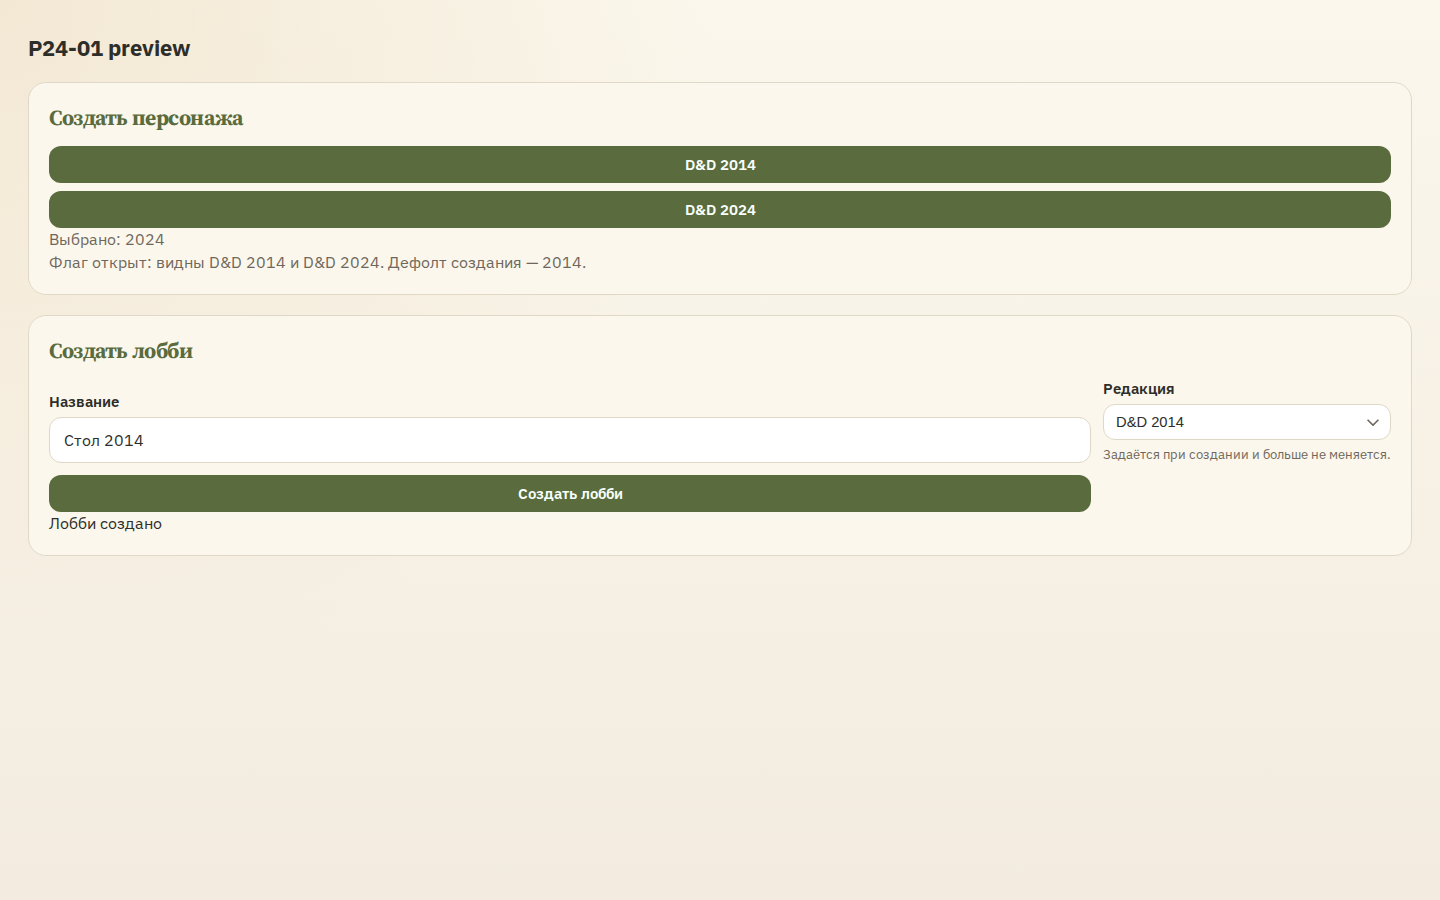 P24-01 preview
Создать персонажа
D&D 2014
D&D 2024
Выбрано: 2024
Флаг открыт: видны D&D 2014 и D&D 2024. Дефолт создания — 2014.
Создать лобби
Название
Стол 2014
Редакция
D&D 2014
Задаётся при создании и больше не меняется.
Создать лобби
Лобби создано